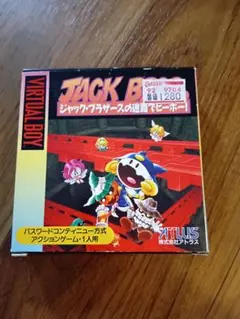 VIRTUAL BOY
JACK B
92 9704
1280
ジャック・ブラザースの迷路でヒーホー!
パスワードコンティニュー方式
アクションゲーム・1人用
ATLUS
株式会社アトラス